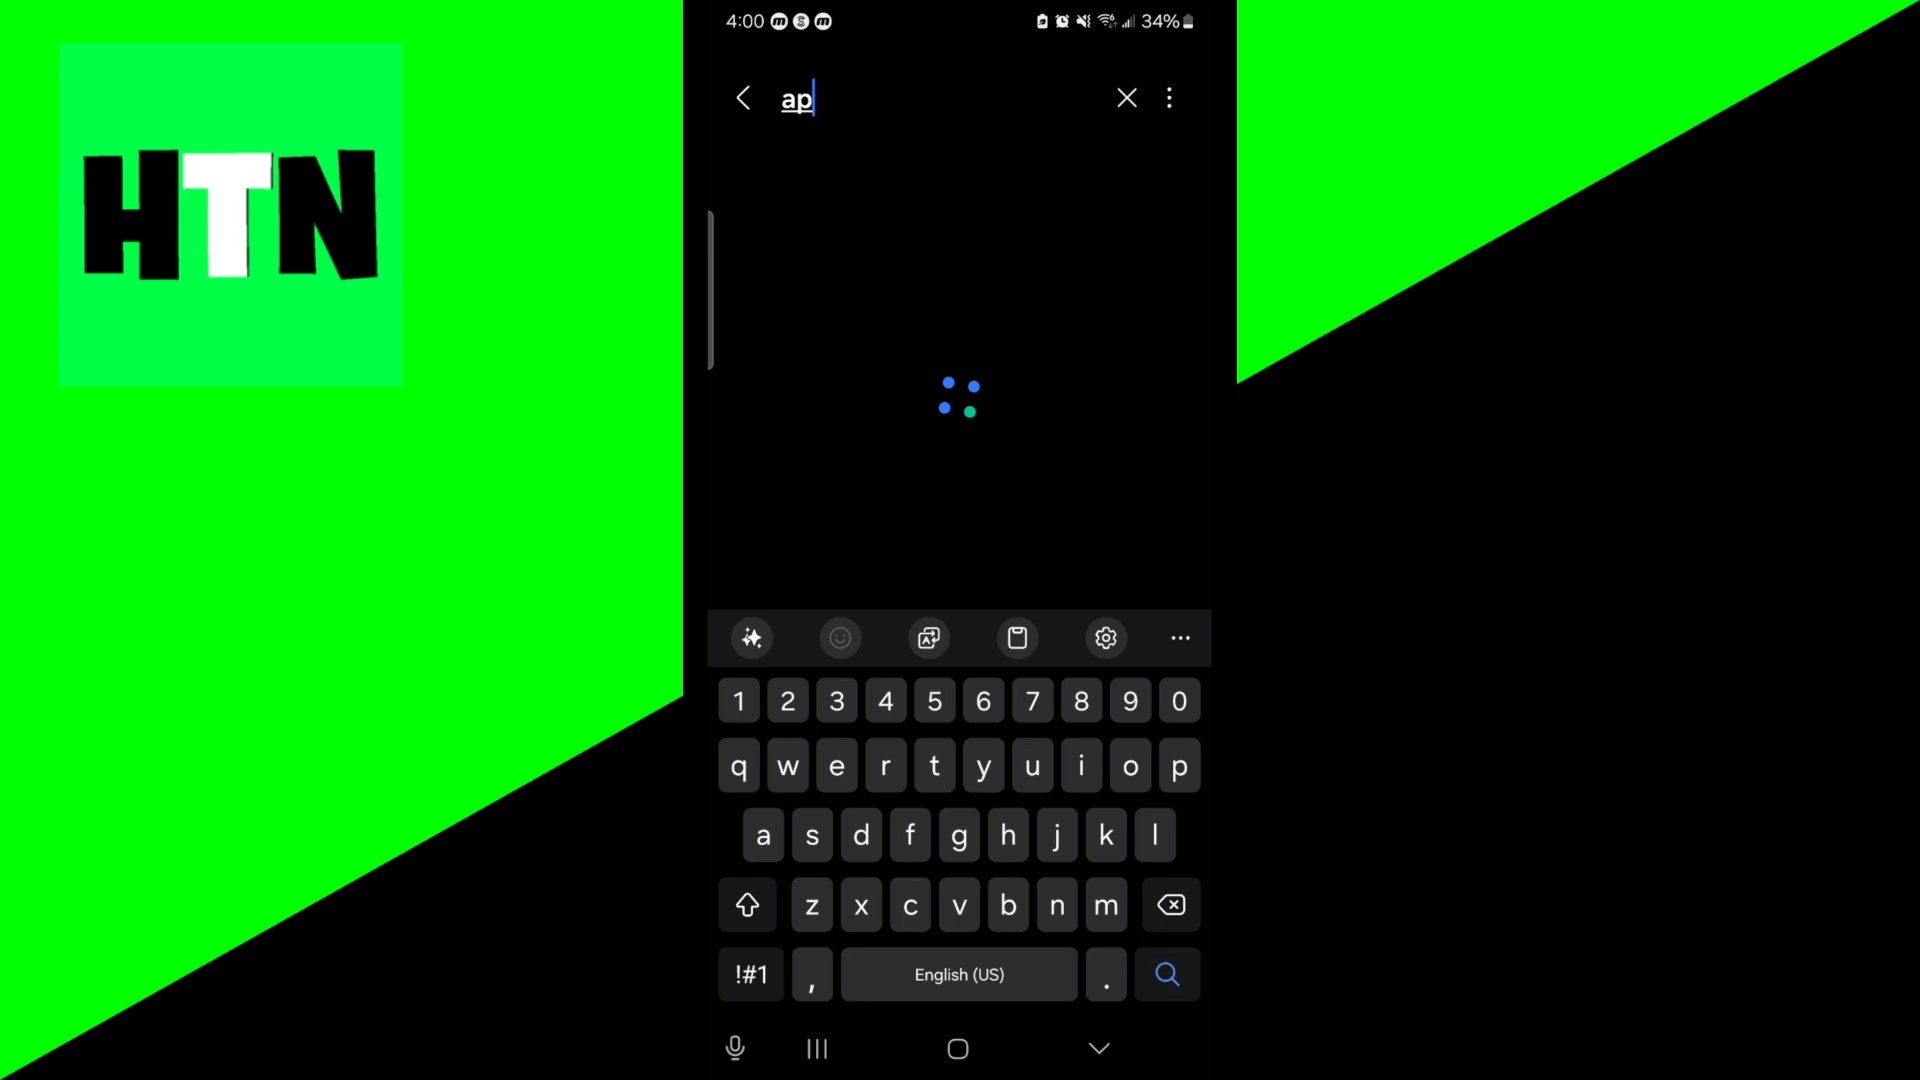 HTN
4:00 34%
ap
1 2 3 4 5 6 7 8 9 0
q w e r t y u i o p
a s d f g h j k l
z x c v b n m
!#1 , English (US) .